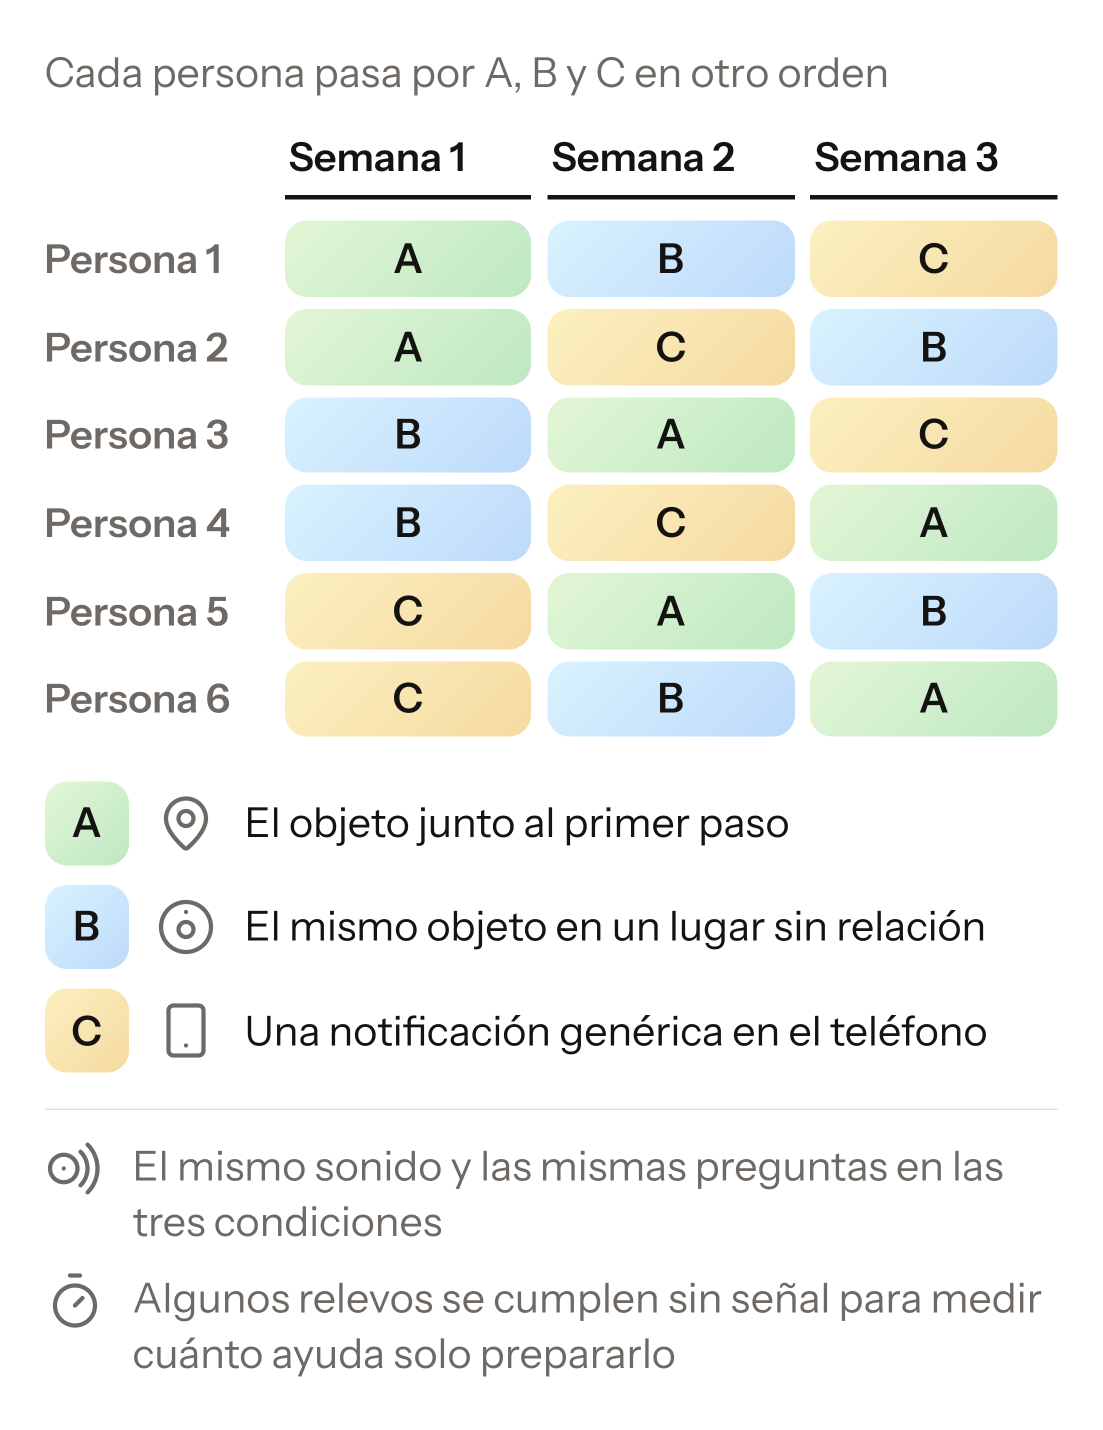 Cada persona pasa por A, B y C en otro orden
Semana 1 Semana 2 Semana 3
Persona 1 A B C
Persona 2 A C B
Persona 3 B A C
Persona 4 B C A
Persona 5 C A B
Persona 6 C B A
A El objeto junto al primer paso
B El mismo objeto en un lugar sin relación
C Una notificación genérica en el teléfono
El mismo sonido y las mismas preguntas en las
tres condiciones
Algunos relevos se cumplen sin señal para medir
cuánto ayuda solo prepararlo